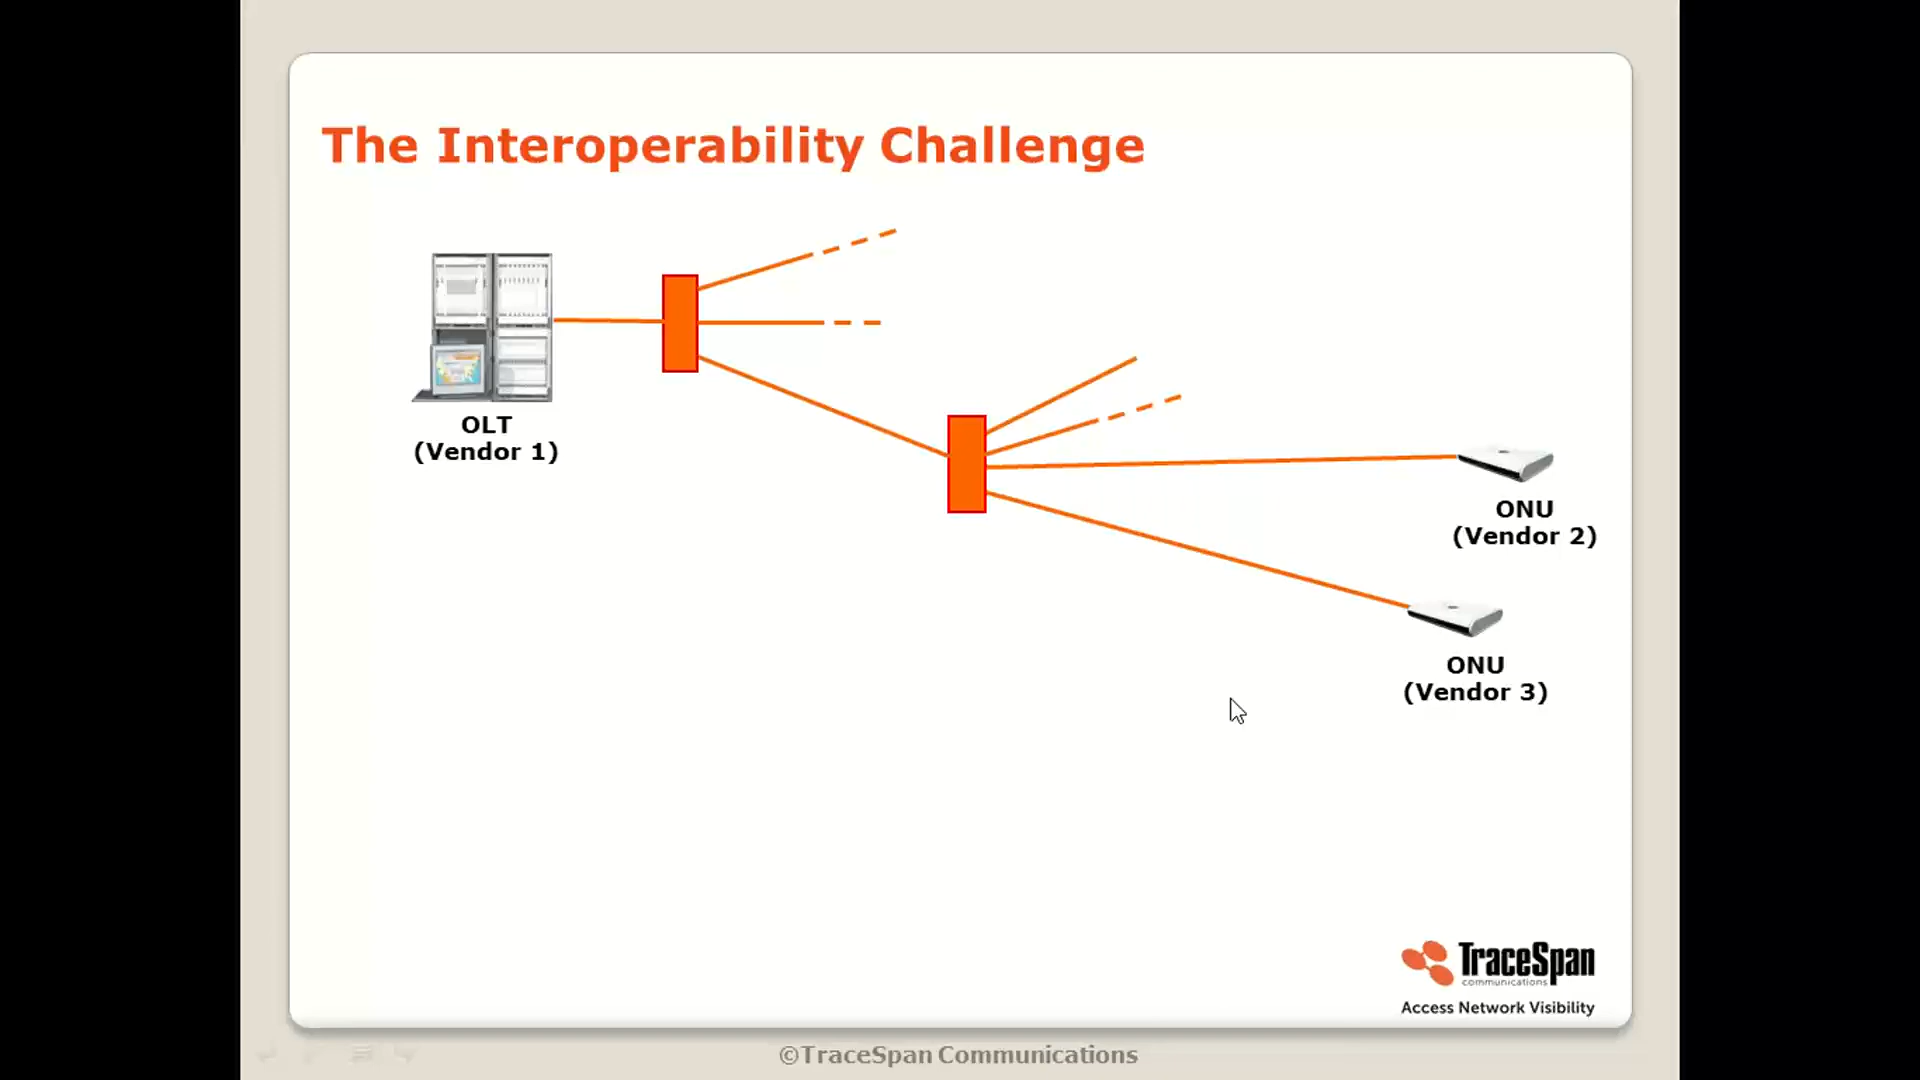 The Interoperability Challenge
OLT
(Vendor 1)
ONU
(Vendor 2)
ONU
(Vendor 3)
TraceSpan
communications
Access Network Visibility
©TraceSpan Communications